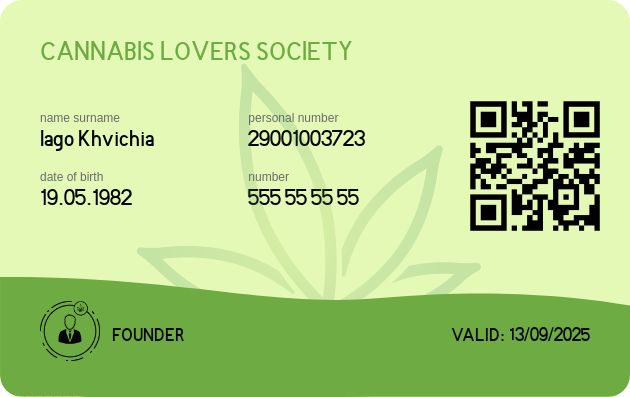 CANNABIS LOVERS SOCIETY
name surname
Iago Khvichia
personal number
29001003723
date of birth
19.05.1982
number
555 55 55 55
FOUNDER
VALID: 13/09/2025